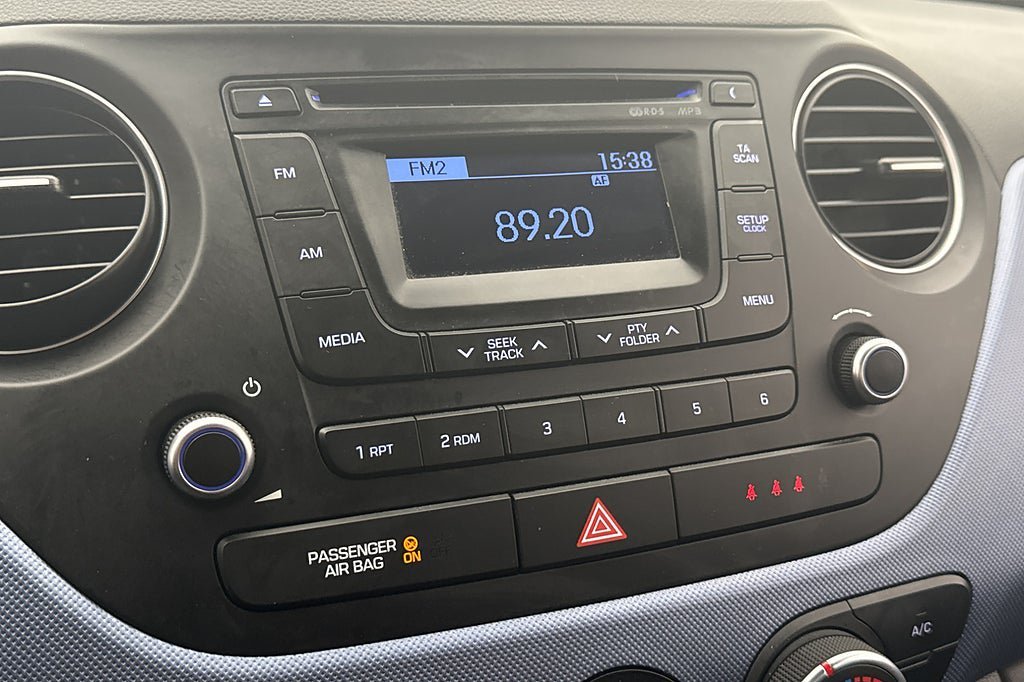 RDS MP3
FM
FM2 15:38
AF
89.20
TA
SCAN
AM
SETUP
CLOCK
MEDIA
SEEK
TRACK
PTY
FOLDER
MENU
1 RPT 2 RDM 3 4 5 6
PASSENGER
AIR BAG
ON OFF
A/C